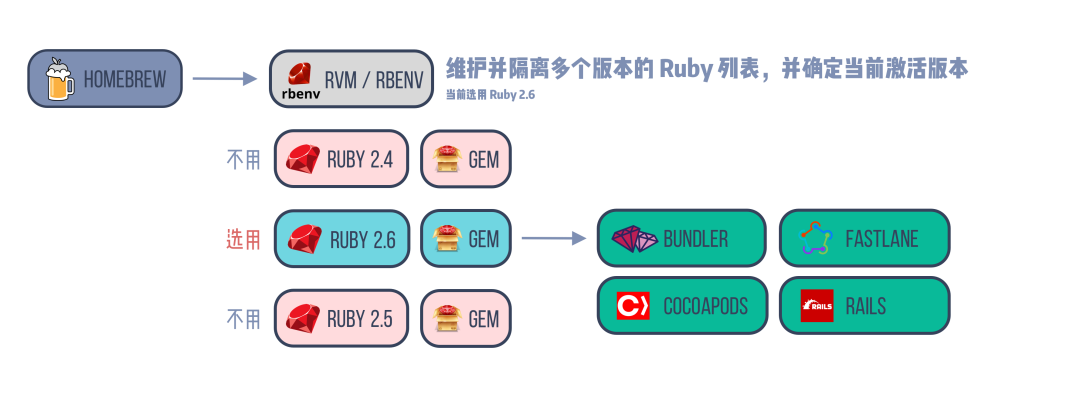 HOMEBREW
rbenv
RVM / RBENV
维护并隔离多个版本的 Ruby 列表，并确定当前激活版本
当前选用 Ruby 2.6
不用
RUBY 2.4
GEM
选用
RUBY 2.6
GEM
BUNDLER
FASTLANE
不用
RUBY 2.5
GEM
COCOAPODS
RAILS
RAILS